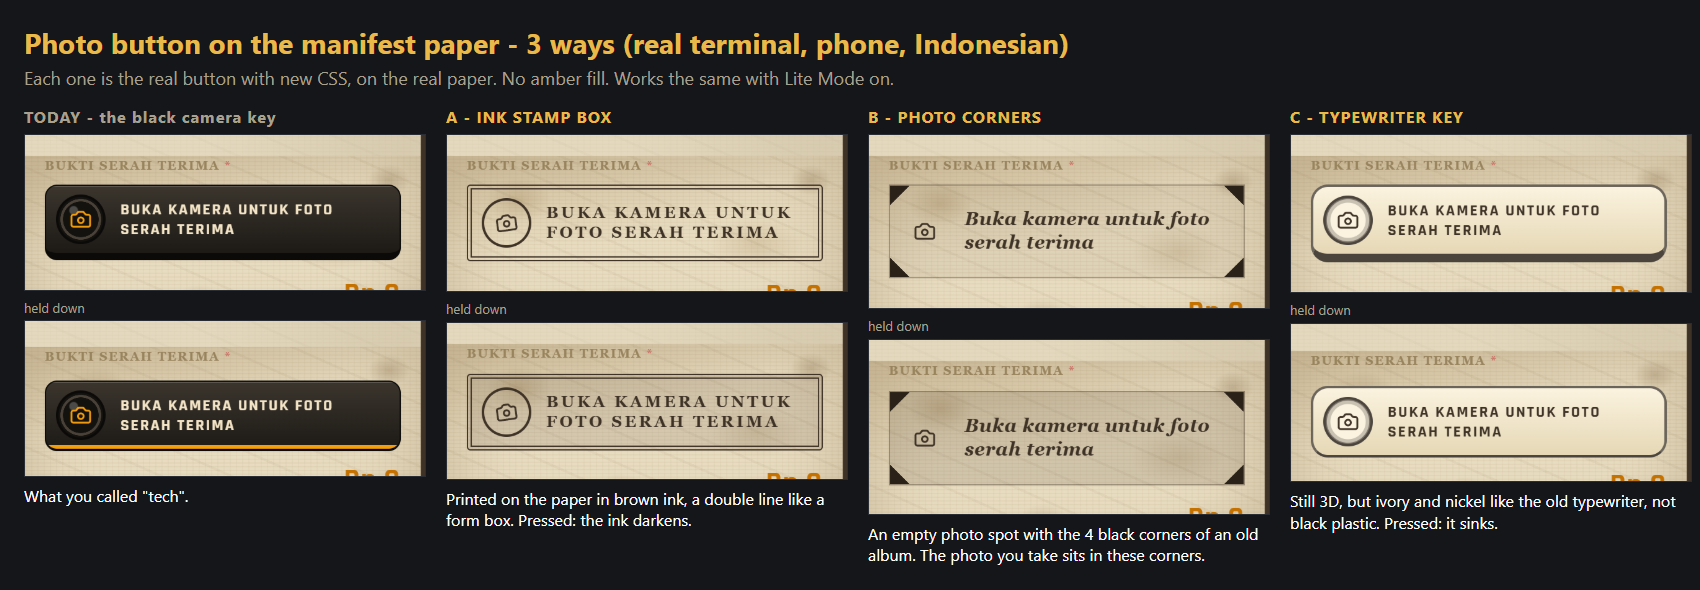 Photo button on the manifest paper - 3 ways (real terminal, phone, Indonesian)
Each one is the real button with new CSS, on the real paper. No amber fill. Works the same with Lite Mode on.
TODAY - the black camera key
BUKTI SERAH TERIMA *
BUKA KAMERA UNTUK FOTO
SERAH TERIMA
held down
BUKTI SERAH TERIMA *
BUKA KAMERA UNTUK FOTO
SERAH TERIMA
What you called "tech".
A - INK STAMP BOX
BUKTI SERAH TERIMA *
BUKA KAMERA UNTUK
FOTO SERAH TERIMA
held down
BUKTI SERAH TERIMA *
BUKA KAMERA UNTUK
FOTO SERAH TERIMA
Printed on the paper in brown ink, a double line like a
form box. Pressed: the ink darkens.
B - PHOTO CORNERS
BUKTI SERAH TERIMA *
Buka kamera untuk foto
serah terima
held down
BUKTI SERAH TERIMA *
Buka kamera untuk foto
serah terima
An empty photo spot with the 4 black corners of an old
album. The photo you take sits in these corners.
C - TYPEWRITER KEY
BUKTI SERAH TERIMA *
BUKA KAMERA UNTUK FOTO
SERAH TERIMA
held down
BUKTI SERAH TERIMA *
BUKA KAMERA UNTUK FOTO
SERAH TERIMA
Still 3D, but ivory and nickel like the old typewriter, not
black plastic. Pressed: it sinks.